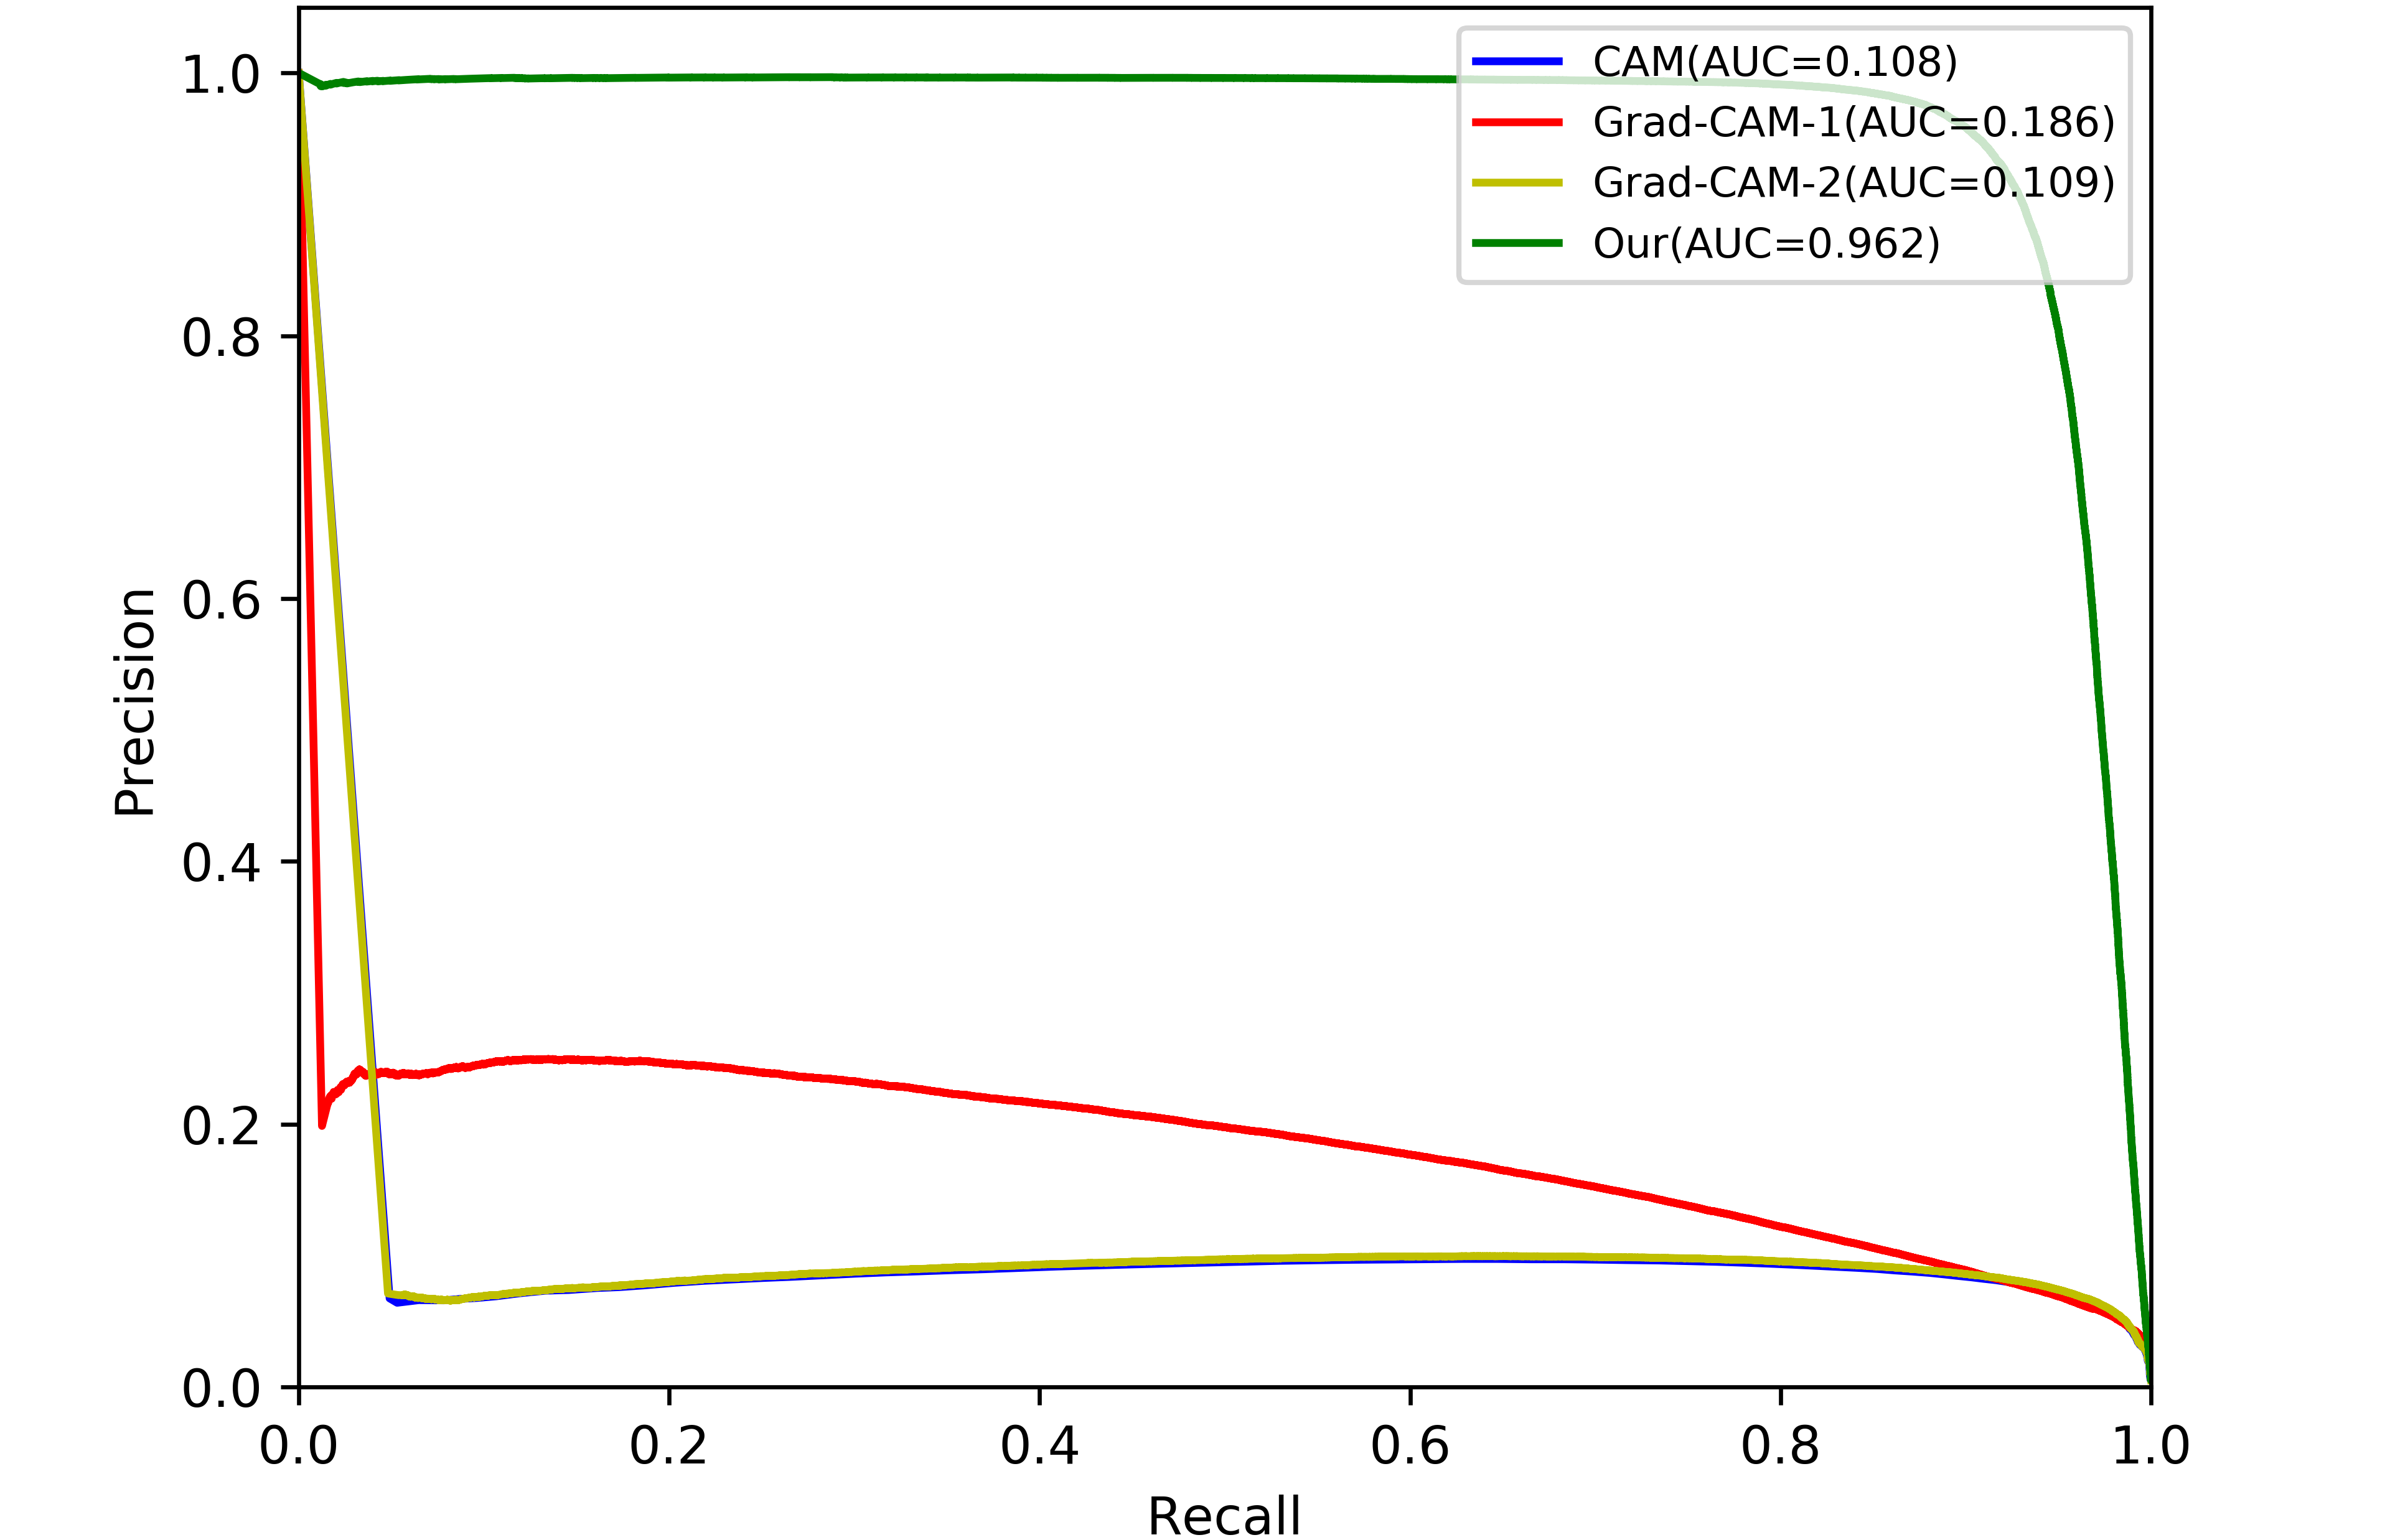 1.0
0.8
0.6
0.4
0.2
0.0
Precision
0.0 0.2 0.4 0.6 0.8 1.0
Recall
CAM(AUC=0.108)
Grad-CAM-1(AUC=0.186)
Grad-CAM-2(AUC=0.109)
Our(AUC=0.962)